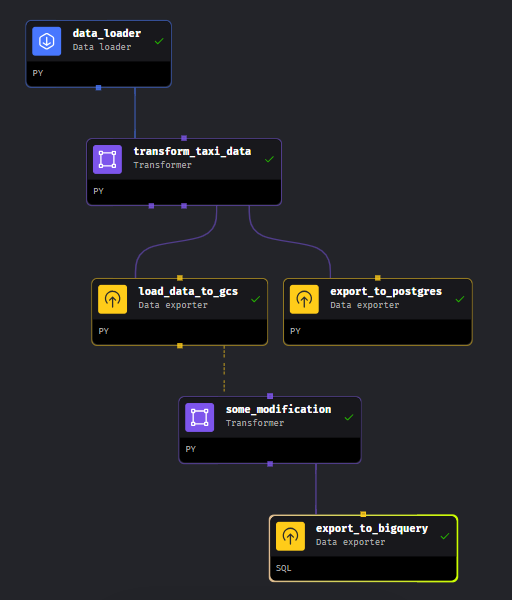 data_loader
Data loader
PY
transform_taxi_data
Transformer
PY
load_data_to_gcs
Data exporter
PY
export_to_postgres
Data exporter
PY
some_modification
Transformer
PY
export_to_bigquery
Data exporter
SQL